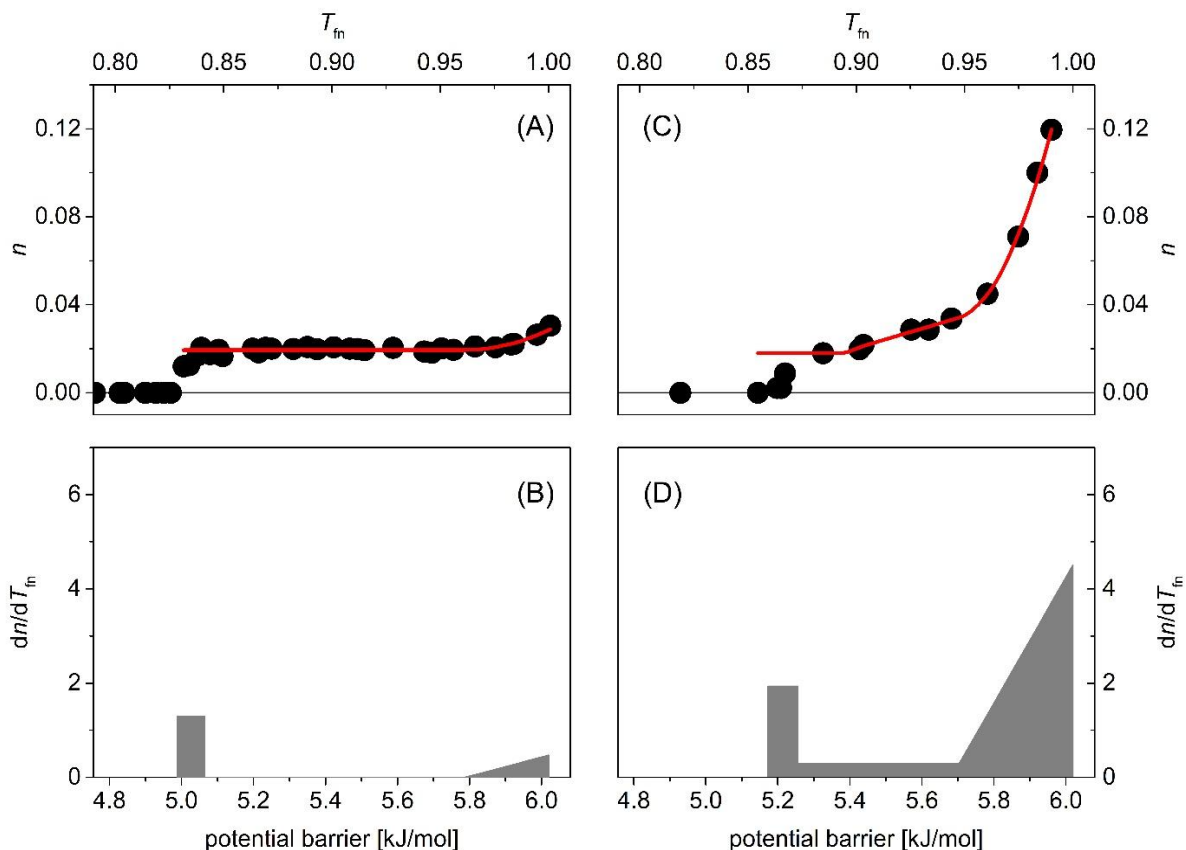 T_fn T_fn
0.80 0.85 0.90 0.95 1.00 0.80 0.85 0.90 0.95 1.00
(A) (C)
0.12 0.12
0.08 0.08
n n
0.04 0.04
0.00 0.00
(B) (D)
6 6
4 4
dn/dT_fn dn/dT_fn
2 2
0 0
4.8 5.0 5.2 5.4 5.6 5.8 6.0 4.8 5.0 5.2 5.4 5.6 5.8 6.0
potential barrier [kJ/mol] potential barrier [kJ/mol]